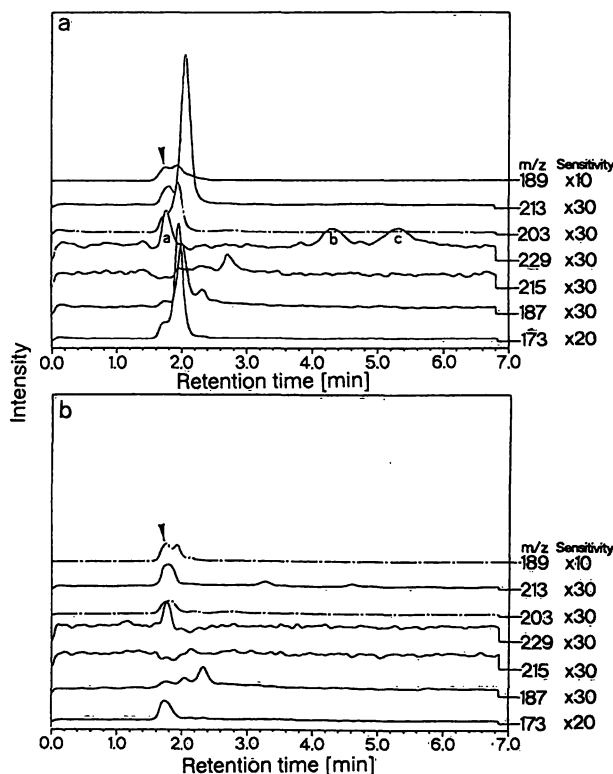 a
m/z Sensitivity
189 x10
213 x30
203 x30
a b c
229 x30
215 x30
187 x30
173 x20
0.0 1.0 2.0 3.0 4.0 5.0 6.0 7.0
Retention time [min]
Intensity
b
m/z Sensitivity
189 x10
213 x30
203 x30
229 x30
215 x30
187 x30
173 x20
0.0 1.0 2.0 3.0 4.0 5.0 6.0 7.0
Retention time [min]